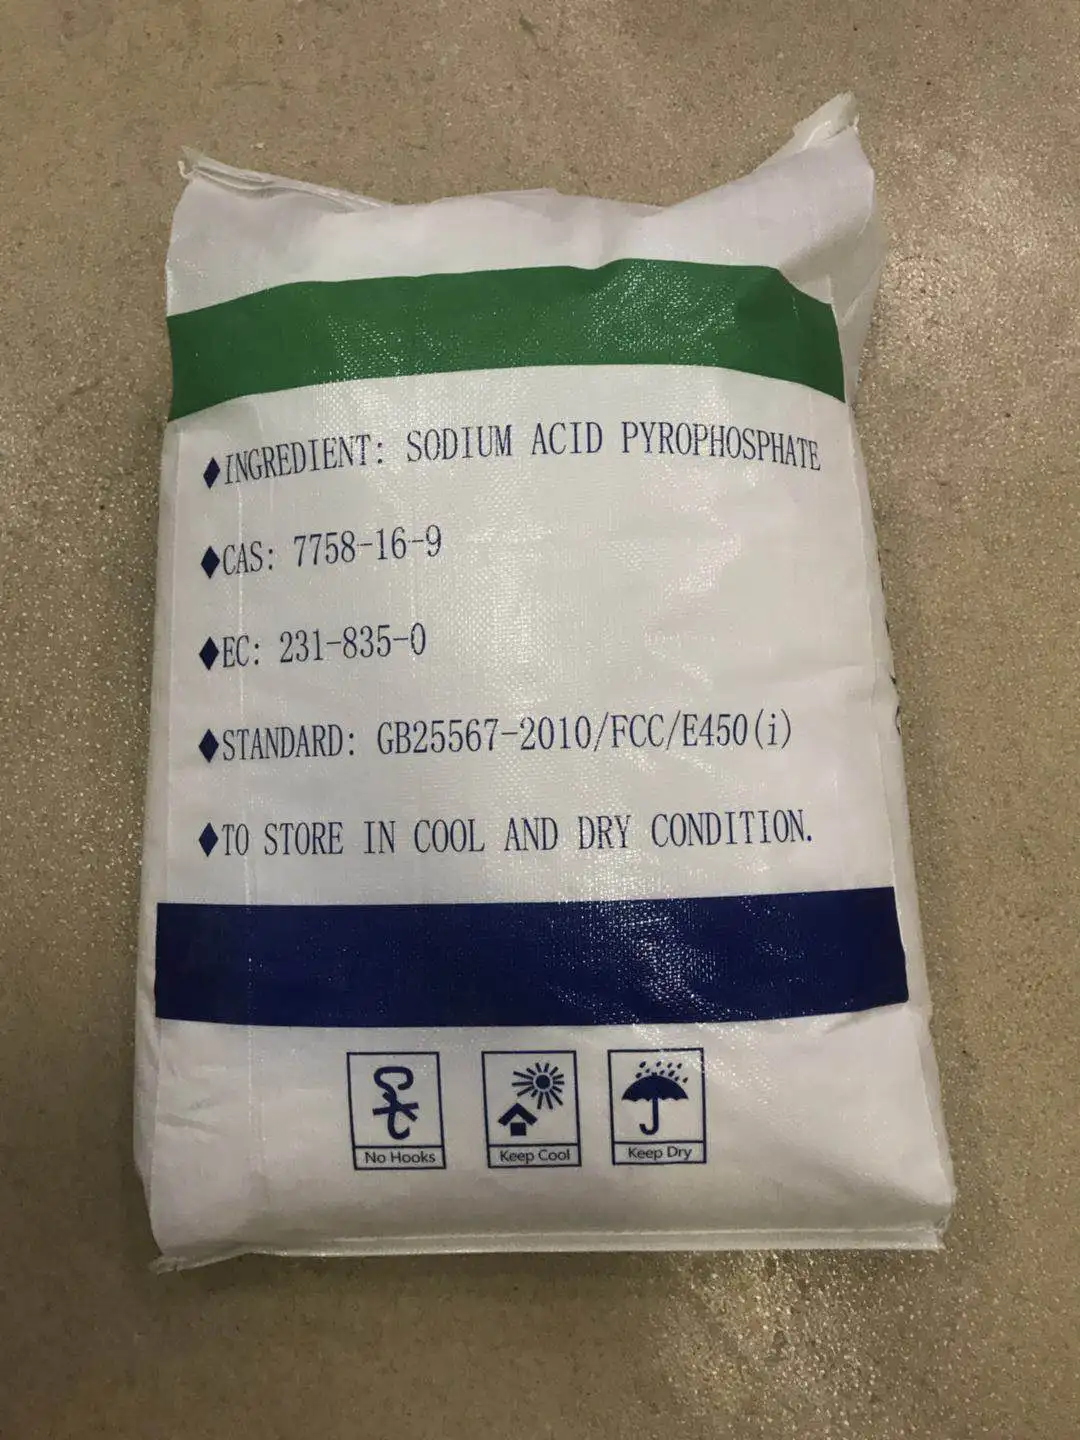 ◆INGREDIENT: SODIUM ACID PYROPHOSPHATE
◆CAS: 7758-16-9
◆EC: 231-835-0
◆STANDARD: GB25567-2010/FCC/E450(i)
◆TO STORE IN COOL AND DRY CONDITION.
No Hooks
Keep Cool
Keep Dry